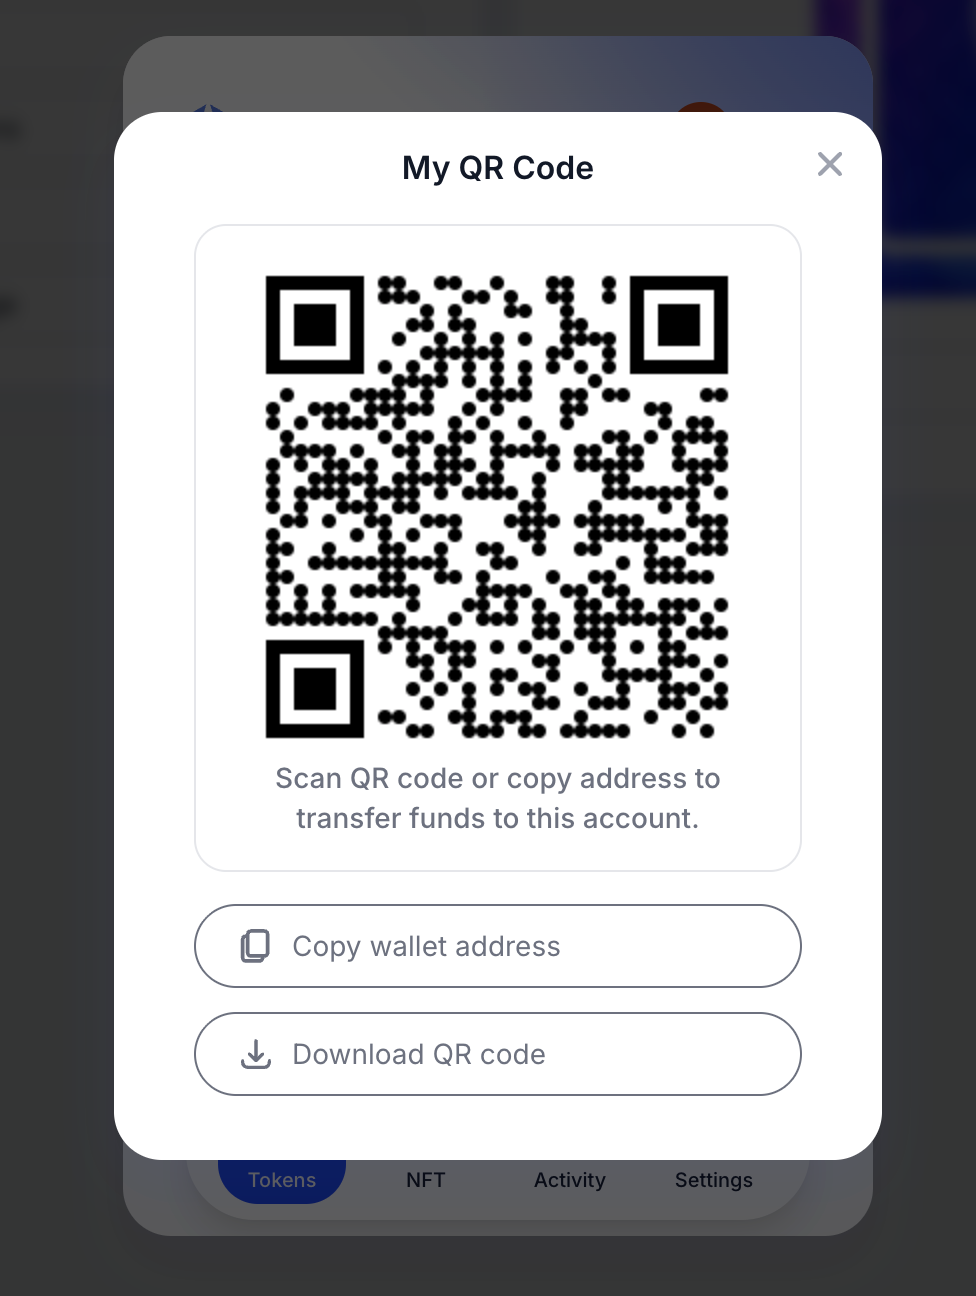 My QR Code
Scan QR code or copy address to
transfer funds to this account.
Copy wallet address
Download QR code
Tokens
NFT
Activity
Settings